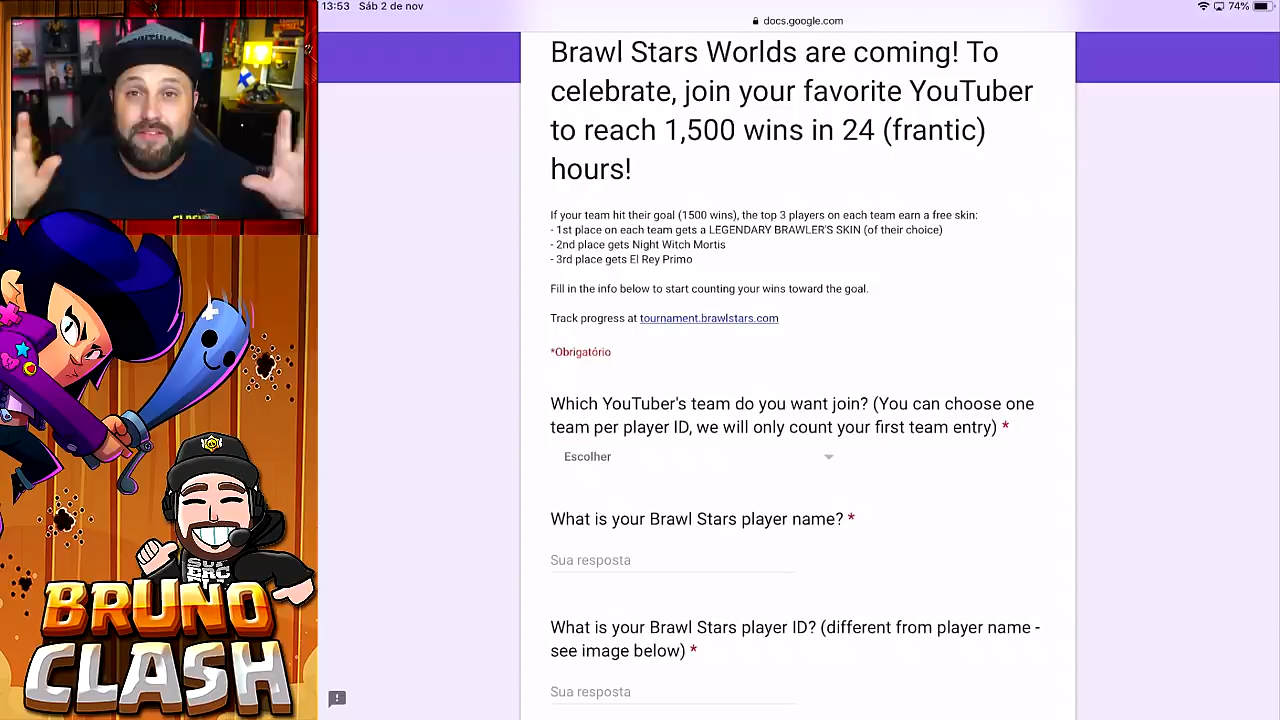 13:53 Sáb 2 de nov
74%
docs.google.com
Brawl Stars Worlds are coming! To
celebrate, join your favorite YouTuber
to reach 1,500 wins in 24 (frantic)
hours!
If your team hit their goal (1500 wins), the top 3 players on each team earn a free skin:
- 1st place on each team gets a LEGENDARY BRAWLER'S SKIN (of their choice)
- 2nd place gets Night Witch Mortis
- 3rd place gets El Rey Primo
Fill in the info below to start counting your wins toward the goal.
Track progress at tournament.brawlstars.com
*Obrigatório
Which YouTuber's team do you want join? (You can choose one
team per player ID, we will only count your first team entry) *
Escolher
What is your Brawl Stars player name? *
Sua resposta
What is your Brawl Stars player ID? (different from player name -
see image below) *
Sua resposta
BRUNO
CLASH